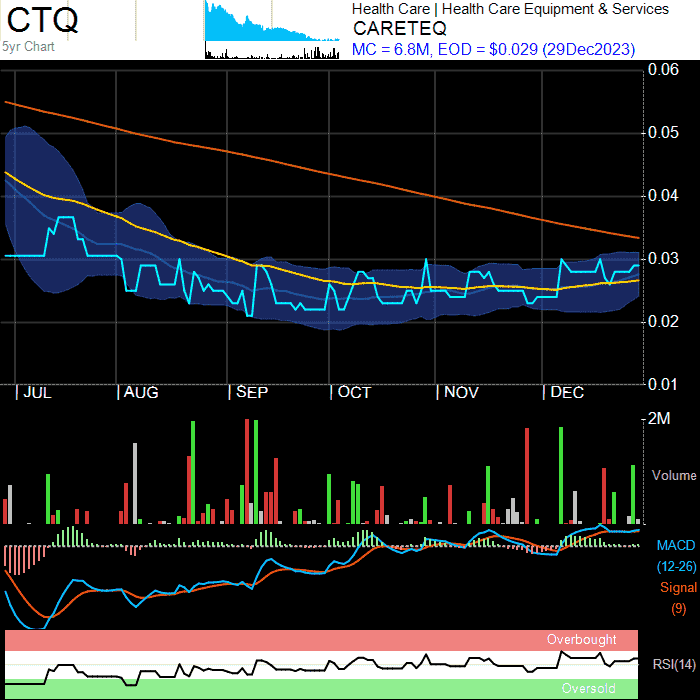 CTQ
5yr Chart
Health Care | Health Care Equipment & Services
CARETEQ
MC = 6.8M, EOD = $0.029 (29Dec2023)
0.06
0.05
0.04
0.03
0.02
0.01
| JUL | AUG | SEP | OCT | NOV | DEC
2M
Volume
MACD
(12-26)
Signal
(9)
Overbought
RSI(14)
Oversold